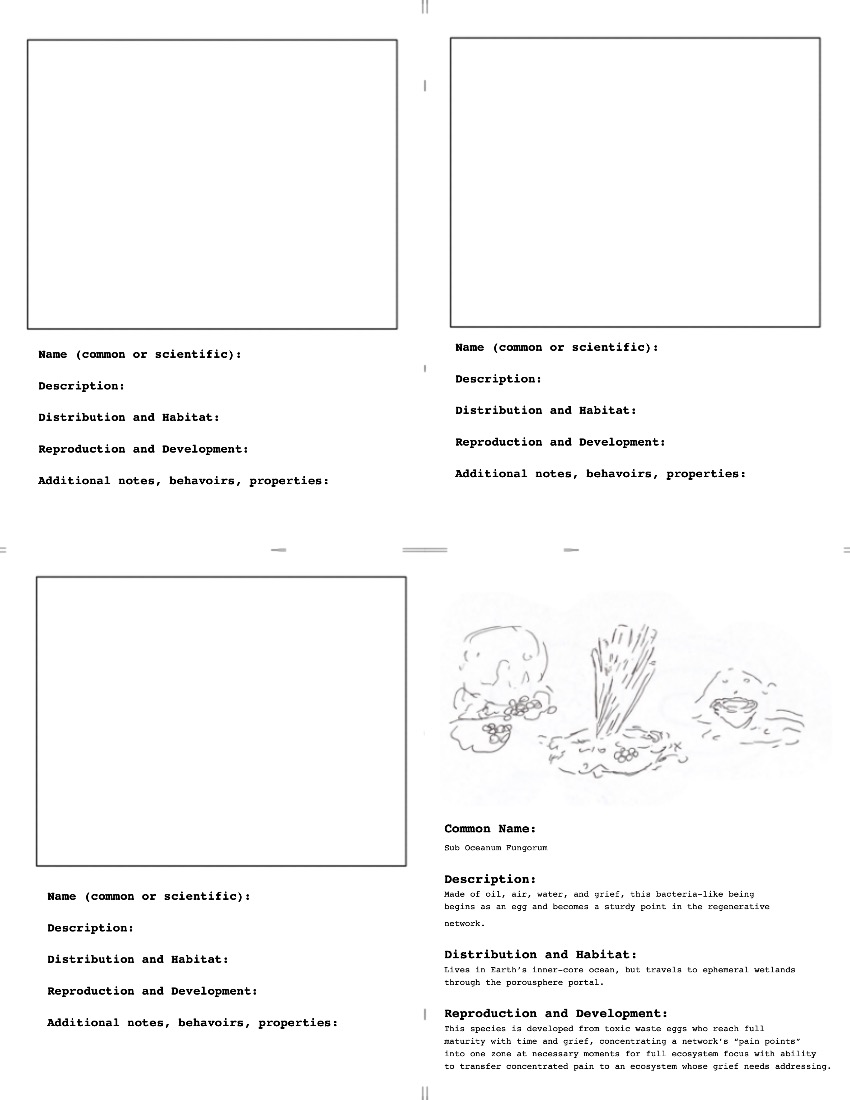 Name (common or scientific):
Description:
Distribution and Habitat:
Reproduction and Development:
Additional notes, behavoirs, properties:
Name (common or scientific):
Description:
Distribution and Habitat:
Reproduction and Development:
Additional notes, behavoirs, properties:
Name (common or scientific):
Description:
Distribution and Habitat:
Reproduction and Development:
Additional notes, behavoirs, properties:
Common Name:
Sub Oceanum Fungorum
Description:
Made of oil, air, water, and grief, this bacteria-like being
begins as an egg and becomes a sturdy point in the regenerative
network.
Distribution and Habitat:
Lives in Earth's inner-core ocean, but travels to ephemeral wetlands
through the porousphere portal.
Reproduction and Development:
This species is developed from toxic waste eggs who reach full
maturity with time and grief, concentrating a network's "pain points"
into one zone at necessary moments for full ecosystem focus with ability
to transfer concentrated pain to an ecosystem whose grief needs addressing.